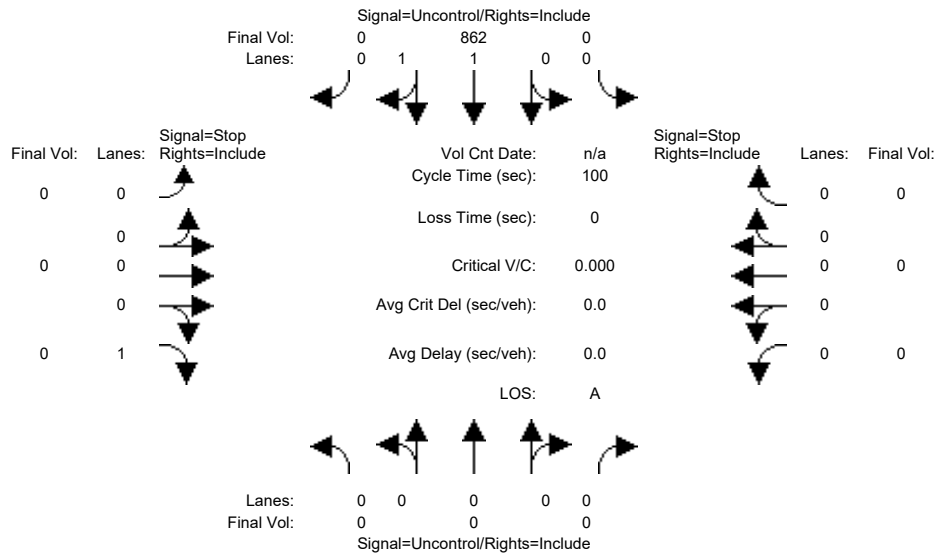 Signal=Uncontrol/Rights=Include
Final Vol: 0 862 0
Lanes: 0 1 1 0 0
Signal=Stop
Final Vol: Lanes: Rights=Include
Vol Cnt Date: n/a
Signal=Stop
Rights=Include Lanes: Final Vol:
Cycle Time (sec): 100
0 0
0 0
Loss Time (sec): 0
0
0
0 0
Critical V/C: 0.000
0 0
0
Avg Crit Del (sec/veh): 0.0
0
0 1
Avg Delay (sec/veh): 0.0
0 0
LOS: A
Lanes: 0 0 0 0 0
Final Vol: 0 0 0
Signal=Uncontrol/Rights=Include